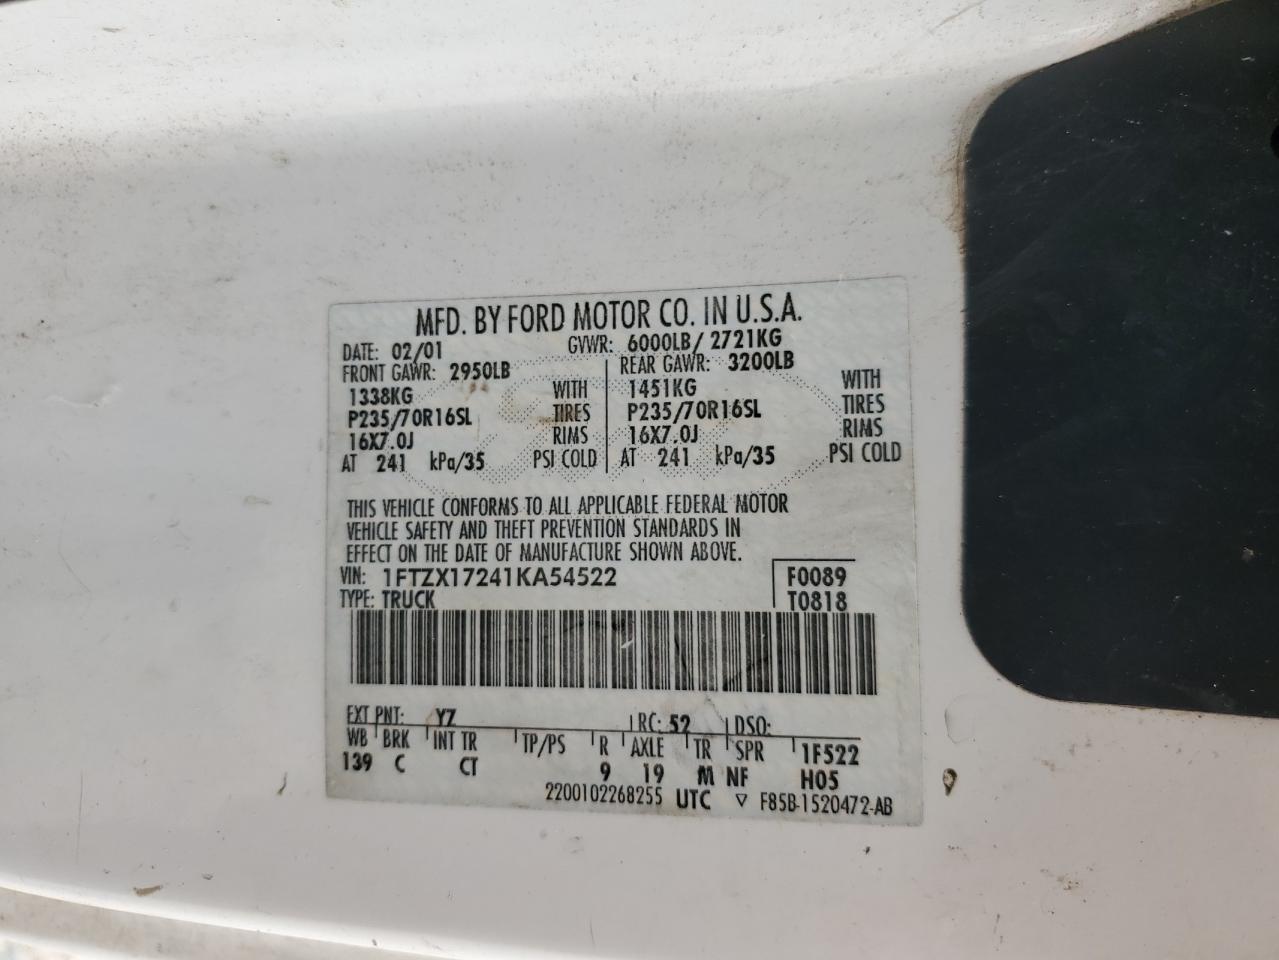 MFD. BY FORD MOTOR CO. IN U.S.A.
DATE: 02/01 GVWR: 6000LB/ 2721KG
FRONT GAWR: 2950LB REAR GAWR: 3200LB
1338KG WITH 1451KG WITH
P235/70R16SL TIRES P235/70R16SL TIRES
16X7.0J RIMS 16X7.0J RIMS
AT 241 kPa/35 PSI COLD AT 241 kPa/35 PSI COLD
THIS VEHICLE CONFORMS TO ALL APPLICABLE FEDERAL MOTOR
VEHICLE SAFETY AND THEFT PREVENTION STANDARDS IN
EFFECT ON THE DATE OF MANUFACTURE SHOWN ABOVE.
VIN: 1FTZX17241KA54522 F0089
TYPE: TRUCK T0818
EXT PNT: YZ RC: 52 DSO:
WB BRK INT TR TP/PS R AXLE TR SPR 1F522
139 C CT 9 19 M NF H05
2200102268255 UTC ▽ F85B-1520472-AB